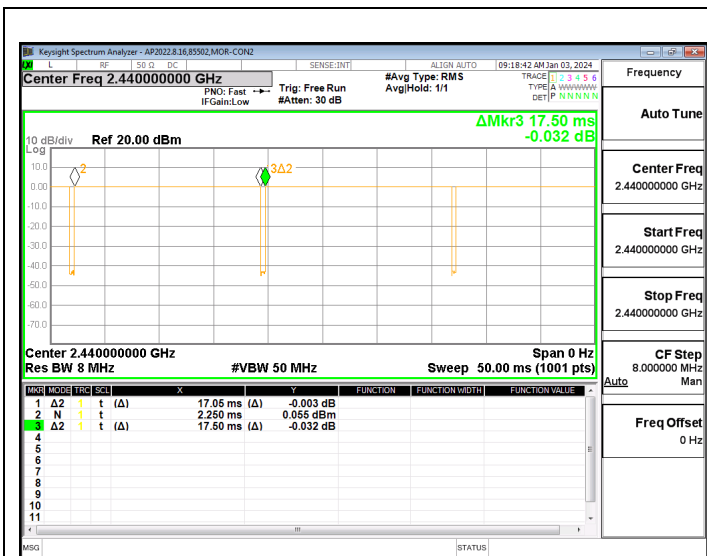 Keysight Spectrum Analyzer - AP2022.8.16,85502,MOR-CON2
L RF 50 Ω DC SENSE:INT ALIGN AUTO 09:18:42 AM Jan 03, 2024
Center Freq 2.440000000 GHz
PNO: Fast
IFGain:Low
Trig: Free Run
#Atten: 30 dB
#Avg Type: RMS
Avg|Hold: 1/1
TRACE 1 2 3 4 5 6
TYPE A WWWWW
DET P N N N N N
ΔMkr3 17.50 ms
-0.032 dB
10 dB/div Ref 20.00 dBm
Log
10.0
0.00
-10.0
-20.0
-30.0
-40.0
-50.0
-60.0
-70.0
2
3Δ2
Center 2.440000000 GHz Span 0 Hz
Res BW 8 MHz #VBW 50 MHz Sweep 50.00 ms (1001 pts)
MKR MODE TRC SCL X Y FUNCTION FUNCTION WIDTH FUNCTION VALUE
1 Δ2 1 t (Δ) 17.05 ms (Δ) -0.003 dB
2 N 1 t 2.250 ms 0.055 dBm
3 Δ2 1 t (Δ) 17.50 ms (Δ) -0.032 dB
4
5
6
7
8
9
10
11
MSG STATUS
Frequency
Auto Tune
Center Freq
2.440000000 GHz
Start Freq
2.440000000 GHz
Stop Freq
2.440000000 GHz
CF Step
8.000000 MHz
Auto Man
Freq Offset
0 Hz